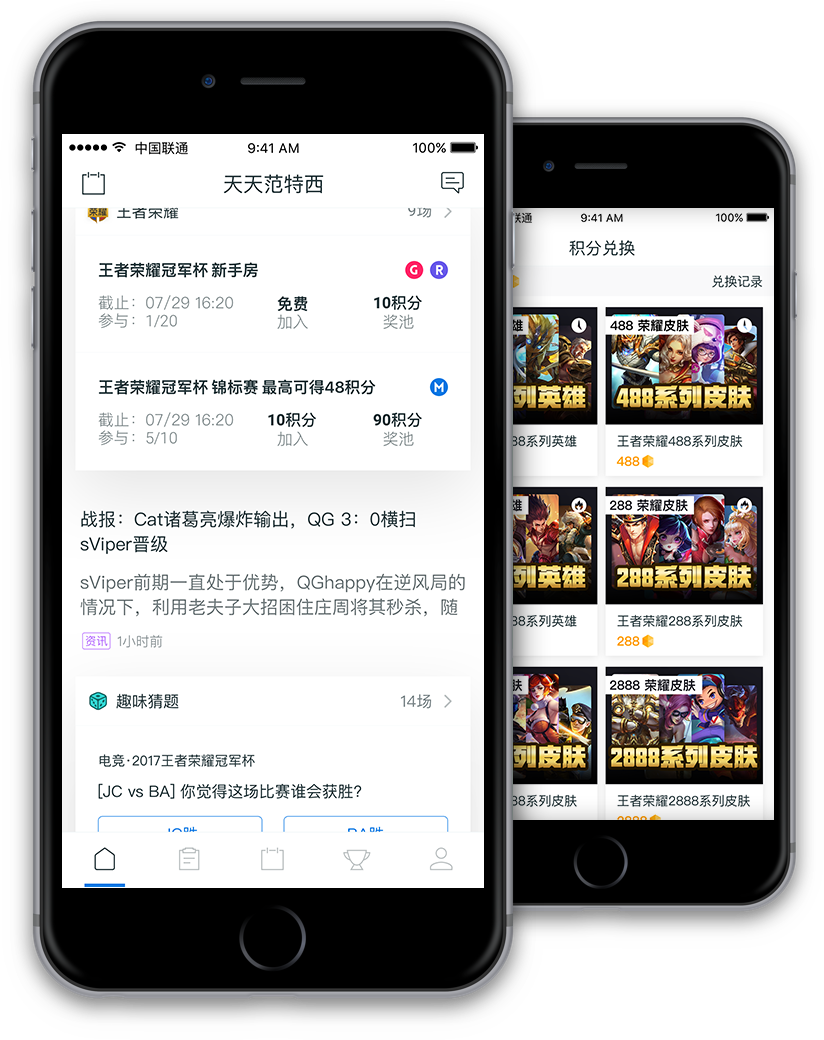 中国联通
9:41 AM
100%
天天范特西
荣耀
王者荣耀
9场
王者荣耀冠军杯 新手房
G R
截止：07/29 16:20
免费
10积分
参与：1/20
加入
奖池
王者荣耀冠军杯 锦标赛 最高可得48积分
M
截止：07/29 16:20
10积分
90积分
参与：5/10
加入
奖池
战报：Cat诸葛亮爆炸输出，QG 3：0横扫
sViper晋级
sViper前期一直处于优势，QGhappy在逆风局的
情况下，利用老夫子大招困住庄周将其秒杀，随
资讯 1小时前
趣味猜题
14场
电竞·2017王者荣耀冠军杯
[JC vs BA] 你觉得这场比赛谁会获胜?
JC胜
BA胜
联通
9:41 AM
100%
积分兑换
兑换记录
雄
列英雄
88系列英雄
488 荣耀皮肤
488系列皮肤
王者荣耀488系列皮肤
488
雄
列英雄
88系列英雄
288 荣耀皮肤
288系列皮肤
王者荣耀288系列皮肤
288
肤
列皮肤
88系列皮肤
2888 荣耀皮肤
2888系列皮肤
王者荣耀2888系列皮肤
2888